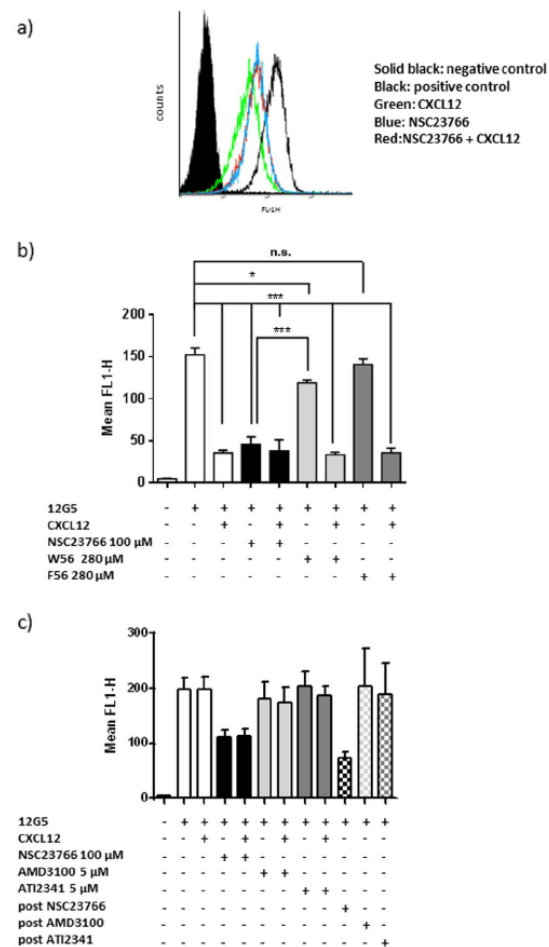 a)
counts
FL1-H
Solid black: negative control
Black: positive control
Green: CXCL12
Blue: NSC23766
Red:NSC23766 + CXCL12
b)
n.s.
*
***
***
Mean FL1-H
200
150
100
50
0
12G5 - + + + + + + + +
CXCL12 - - + - + - + - +
NSC23766 100 µM - - - + + - - - -
W56 280 µM - - - - - + + - -
F56 280 µM - - - - - - - + +
c)
Mean FL1-H
300
200
100
0
12G5 - + + + + + + + + + + +
CXCL12 - - + - + - + - + - - -
NSC23766 100 µM - - - + + - - - - - - -
AMD3100 5 µM - - - - - + + - - - - -
ATI2341 5 µM - - - - - - - + + - - -
post NSC23766 - - - - - - - - - + - -
post AMD3100 - - - - - - - - - - + -
post ATI2341 - - - - - - - - - - - +